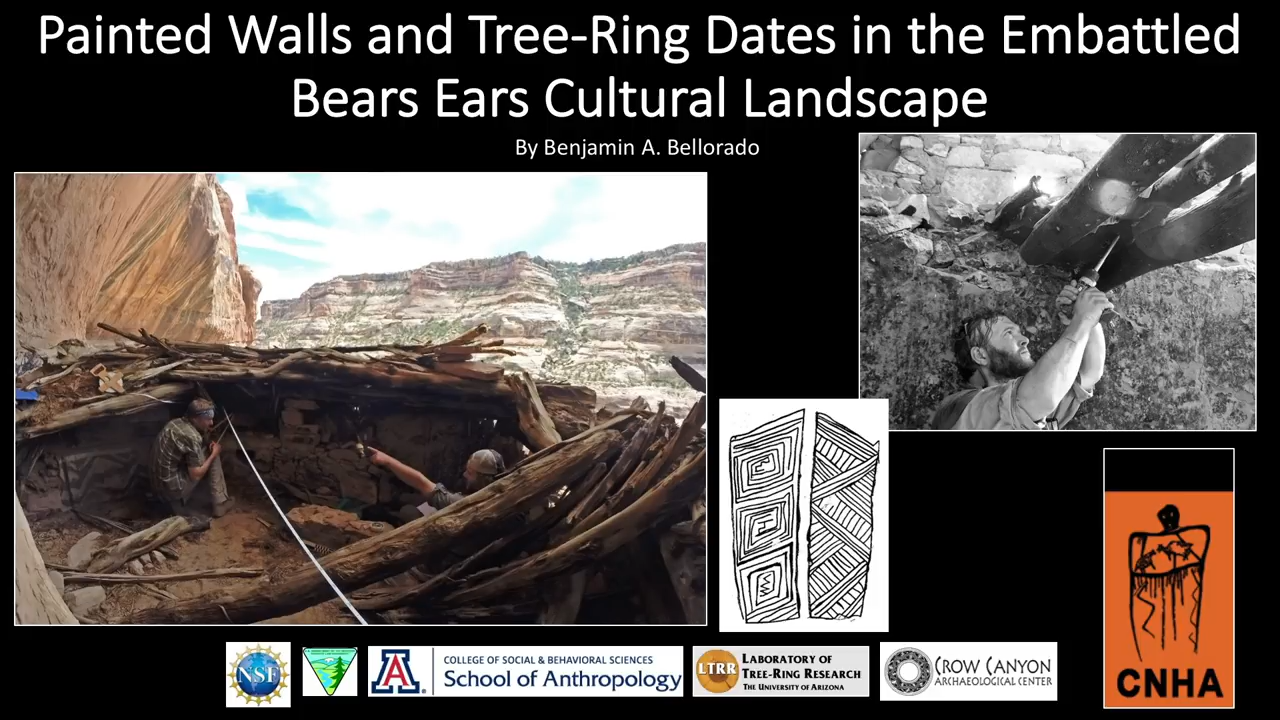 Painted Walls and Tree-Ring Dates in the Embattled
Bears Ears Cultural Landscape
By Benjamin A. Bellorado
NSF
COLLEGE OF SOCIAL & BEHAVIORAL SCIENCES
School of Anthropology
LTRR
LABORATORY OF
TREE-RING RESEARCH
THE UNIVERSITY OF ARIZONA
CROW CANYON
ARCHAEOLOGICAL CENTER
CNHA